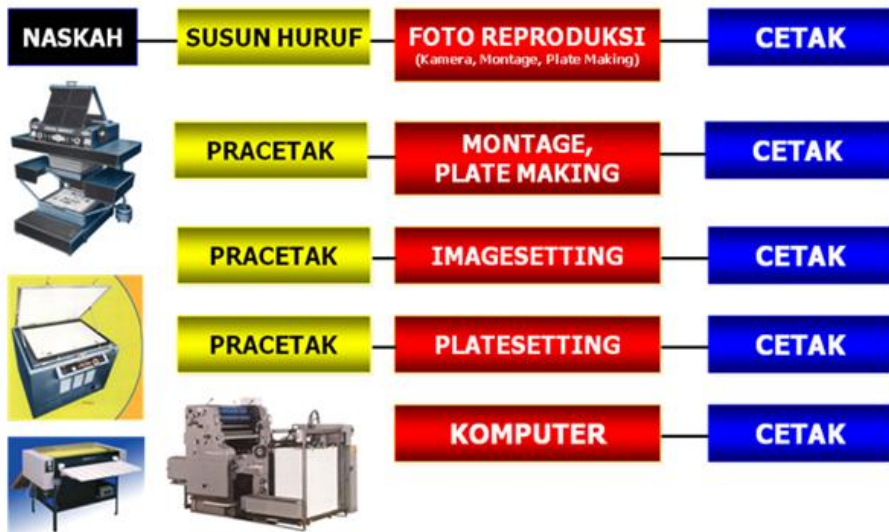 NASKAH
SUSUN HURUF
FOTO REPRODUKSI
(Kamera, Montage, Plate Making)
CETAK
PRACETAK
MONTAGE,
PLATE MAKING
CETAK
PRACETAK
IMAGESETTING
CETAK
PRACETAK
PLATESETTING
CETAK
KOMPUTER
CETAK